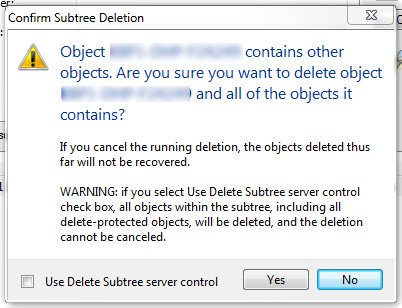 Confirm Subtree Deletion
Object contains other
objects. Are you sure you want to delete object
and all of the objects it
contains?
If you cancel the running deletion, the objects deleted thus
far will not be recovered.
WARNING: if you select Use Delete Subtree server control
check box, all objects within the subtree, including all
delete-protected objects, will be deleted, and the deletion
cannot be canceled.
Use Delete Subtree server control
Yes
No